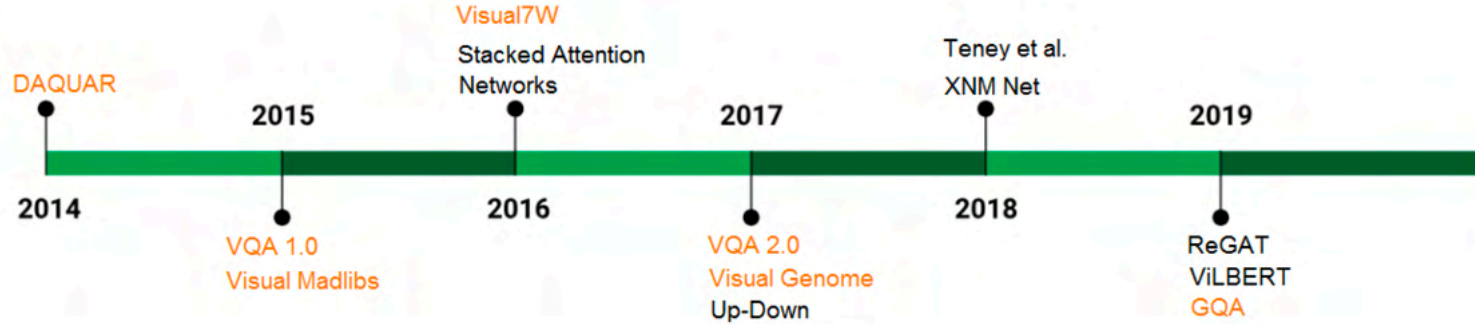 DAQUAR
2014
2015
VQA 1.0
Visual Madlibs
Visual7W
Stacked Attention
Networks
2016
2017
VQA 2.0
Visual Genome
Up-Down
Teney et al.
XNM Net
2018
2019
ReGAT
ViLBERT
GQA